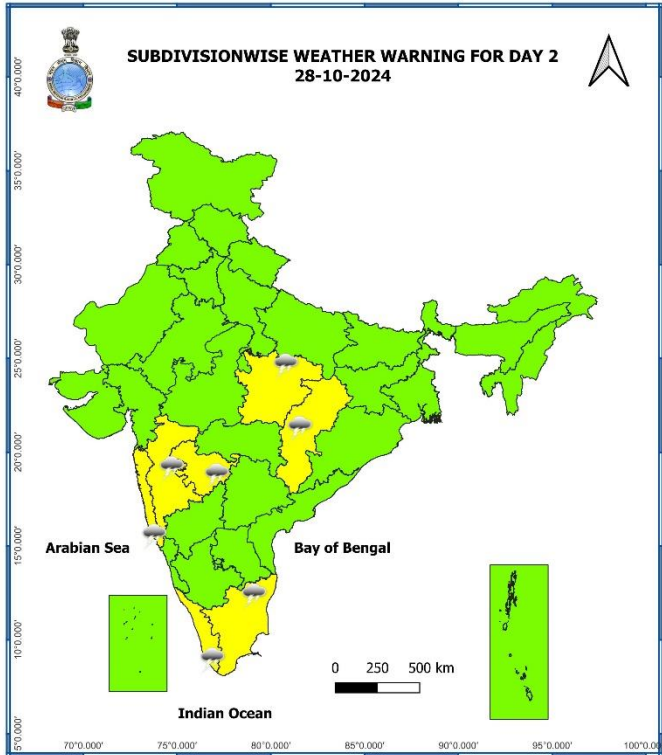 SUBDIVISIONWISE WEATHER WARNING FOR DAY 2
28-10-2024
40°0.000'
35°0.000'
30°0.000'
25°0.000'
20°0.000'
15°0.000'
10°0.000'
5°0.000'
Arabian Sea
Bay of Bengal
0 250 500 km
Indian Ocean
70°0.000' 75°0.000' 80°0.000' 85°0.000' 90°0.000' 95°0.000' 100°0.00